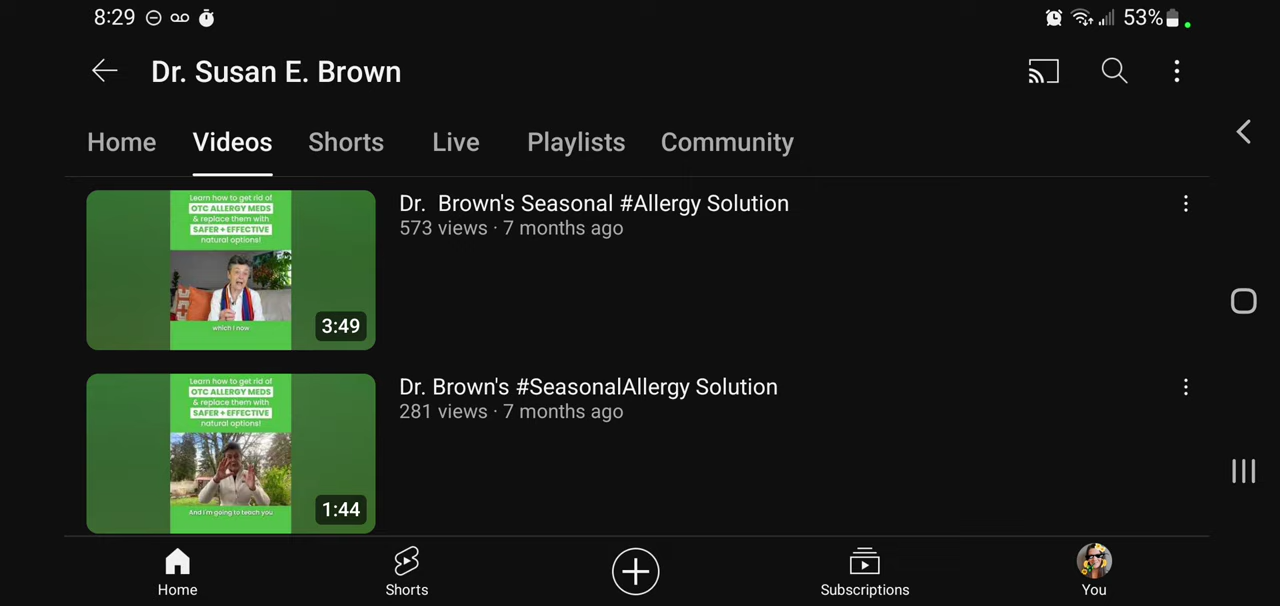 8:29
53%
Dr. Susan E. Brown
Home Videos Shorts Live Playlists Community
Learn how to get rid of
OTC ALLERGY MEDS
& replace them with
SAFER + EFFECTIVE
natural options!
which I now
3:49
Dr. Brown's Seasonal #Allergy Solution
573 views · 7 months ago
Learn how to get rid of
OTC ALLERGY MEDS
& replace them with
SAFER + EFFECTIVE
natural options!
And I'm going to teach you
1:44
Dr. Brown's #SeasonalAllergy Solution
281 views · 7 months ago
Home Shorts Subscriptions You